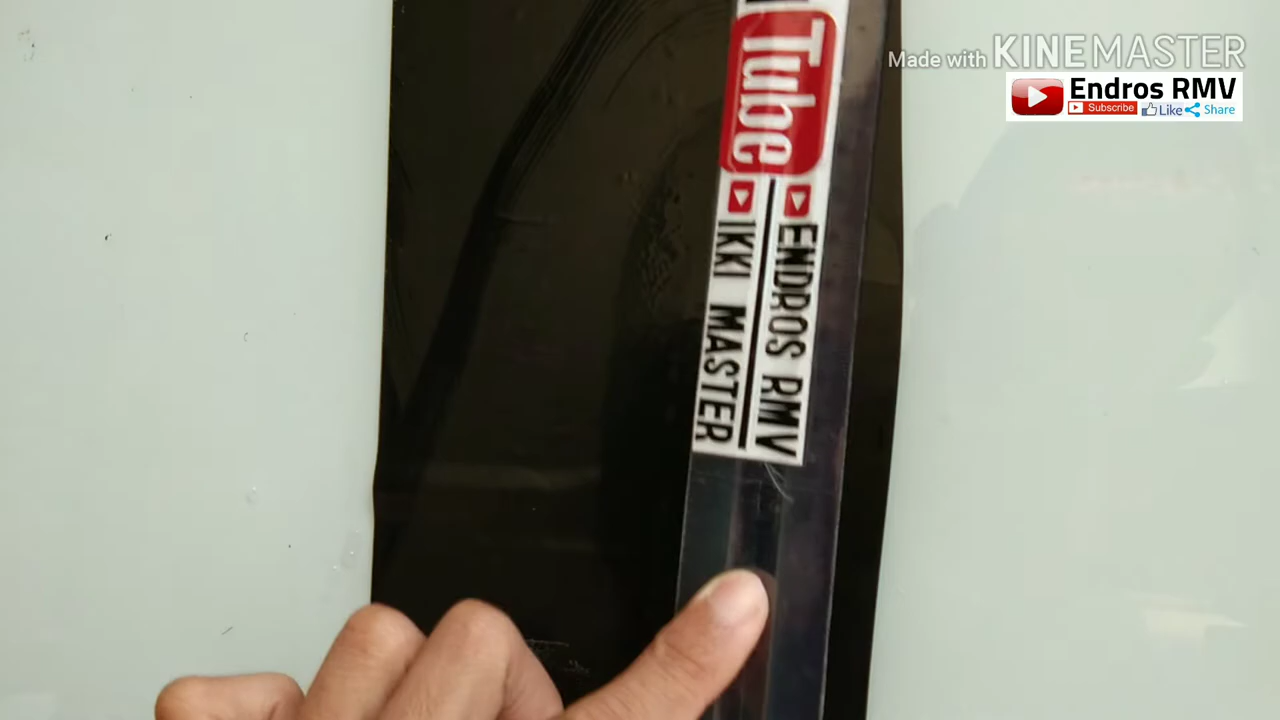 Made with KINEMASTER
Endros RMV
Subscribe Like Share
Tube
ENDROS RMV
IKKI MASTER